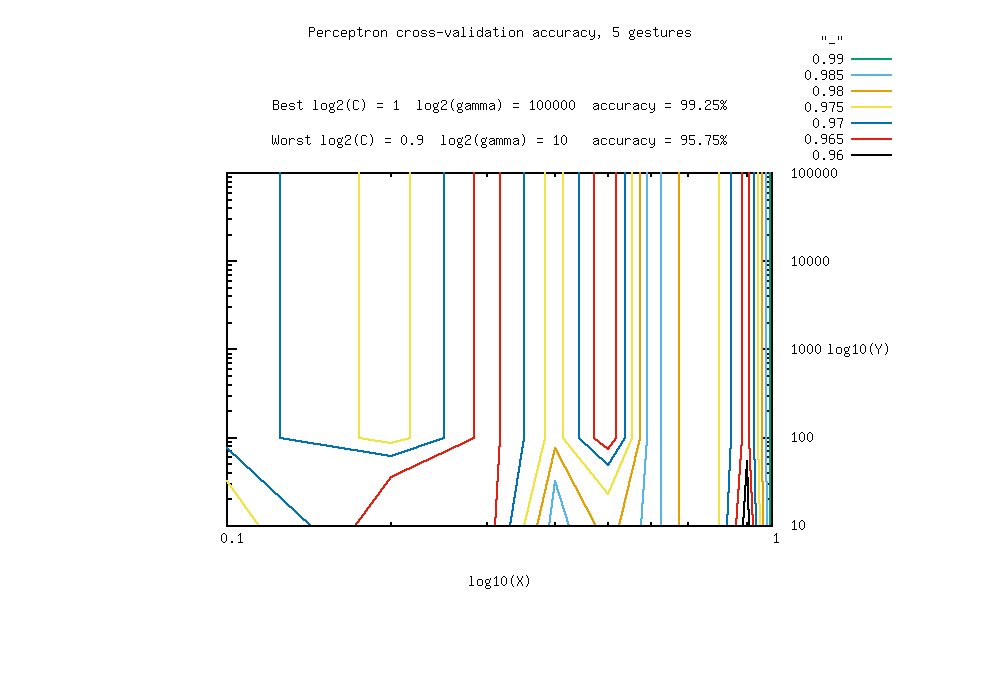 Perceptron cross-validation accuracy, 5 gestures
"_"
0.99
0.985
0.98
0.975
0.97
0.965
0.96
Best log2(C) = 1  log2(gamma) = 100000  accuracy = 99.25%
Worst log2(C) = 0.9  log2(gamma) = 10   accuracy = 95.75%
100000
10000
1000 log10(Y)
100
10
0.1 1
log10(X)